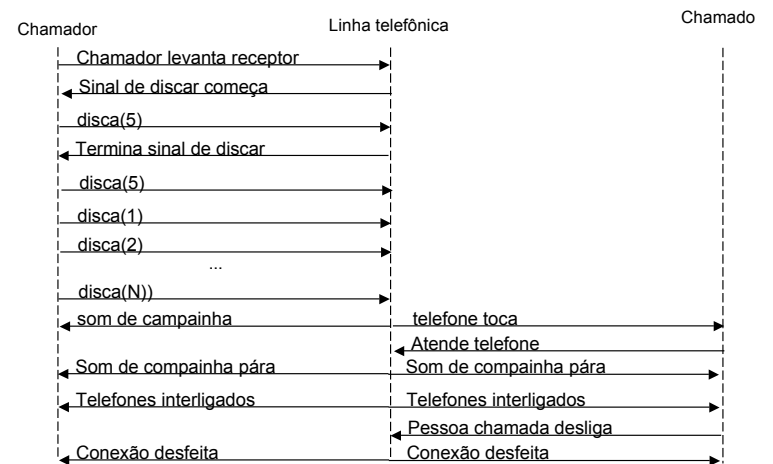 Chamador Linha telefônica Chamado
Chamador levanta receptor
Sinal de discar começa
disca(5)
Termina sinal de discar
disca(5)
disca(1)
disca(2)
...
disca(N))
som de campainha telefone toca
Atende telefone
Som de compainha pára Som de compainha pára
Telefones interligados Telefones interligados
Pessoa chamada desliga
Conexão desfeita Conexão desfeita